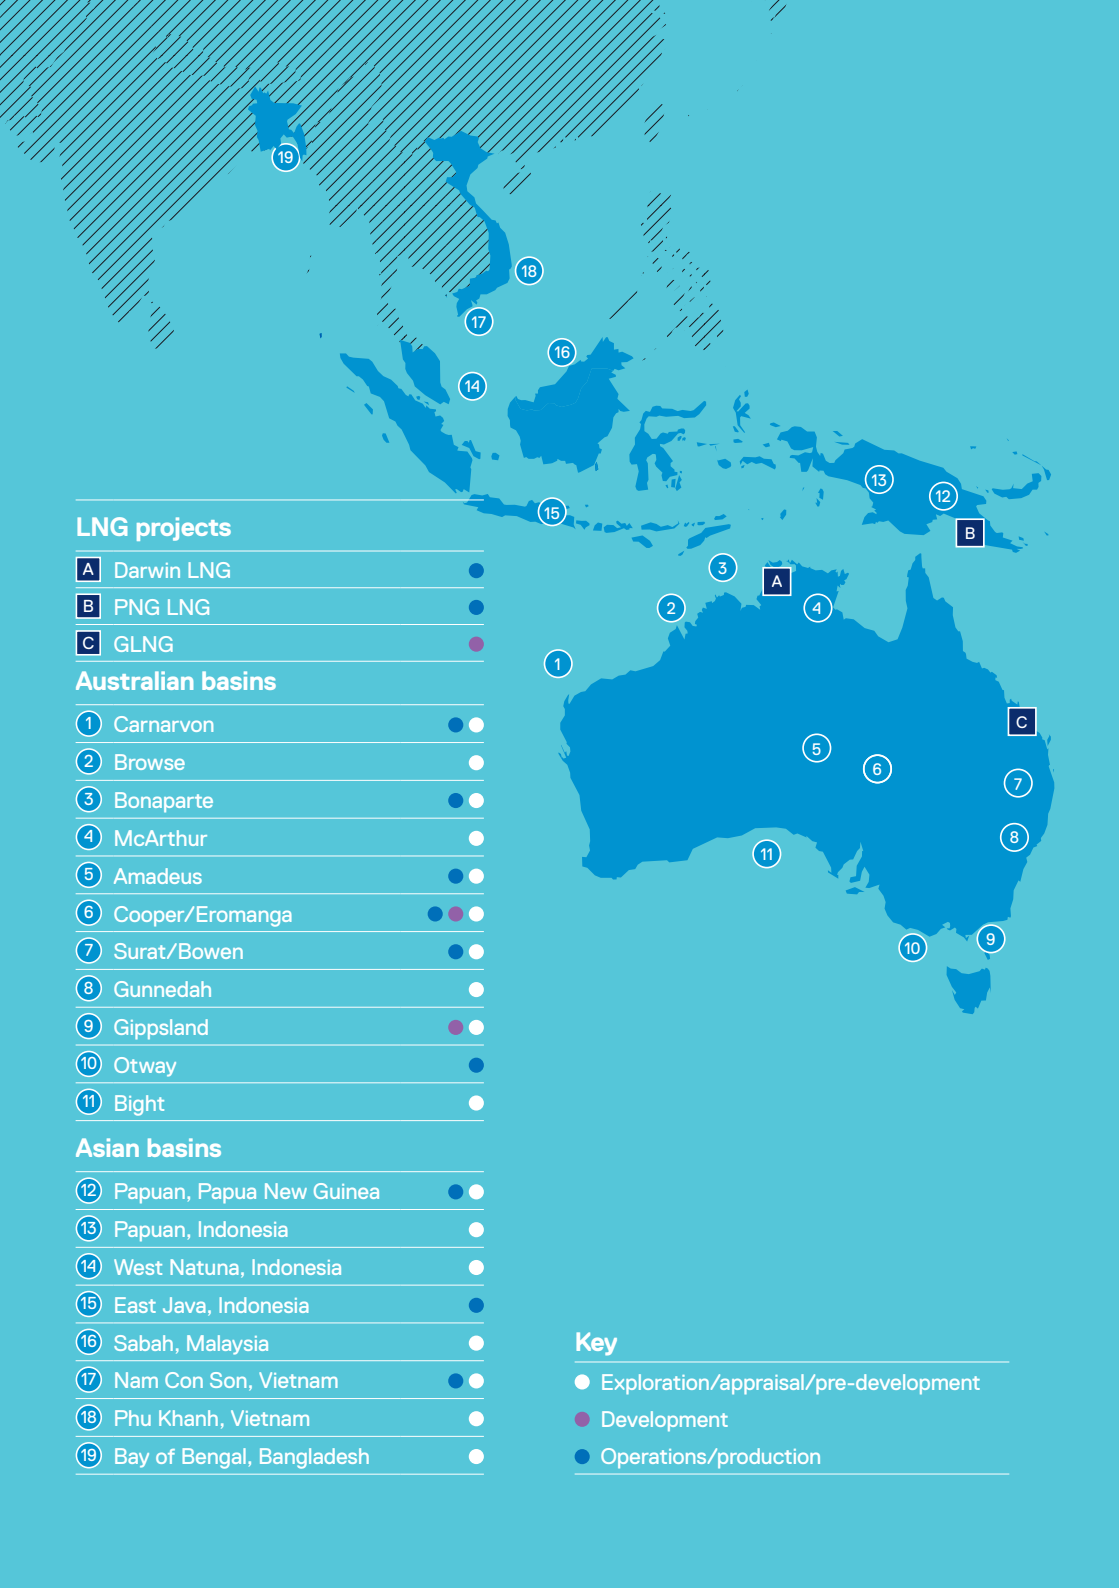 19
18
17
16
14
13
12
15
B
3
A
2
4
1
C
5
6
7
8
11
9
10
LNG projects
A Darwin LNG
B PNG LNG
C GLNG
Australian basins
1 Carnarvon
2 Browse
3 Bonaparte
4 McArthur
5 Amadeus
6 Cooper/Eromanga
7 Surat/Bowen
8 Gunnedah
9 Gippsland
10 Otway
11 Bight
Asian basins
12 Papuan, Papua New Guinea
13 Papuan, Indonesia
14 West Natuna, Indonesia
15 East Java, Indonesia
16 Sabah, Malaysia
17 Nam Con Son, Vietnam
18 Phu Khanh, Vietnam
19 Bay of Bengal, Bangladesh
Key
Exploration/appraisal/pre-development
Development
Operations/production